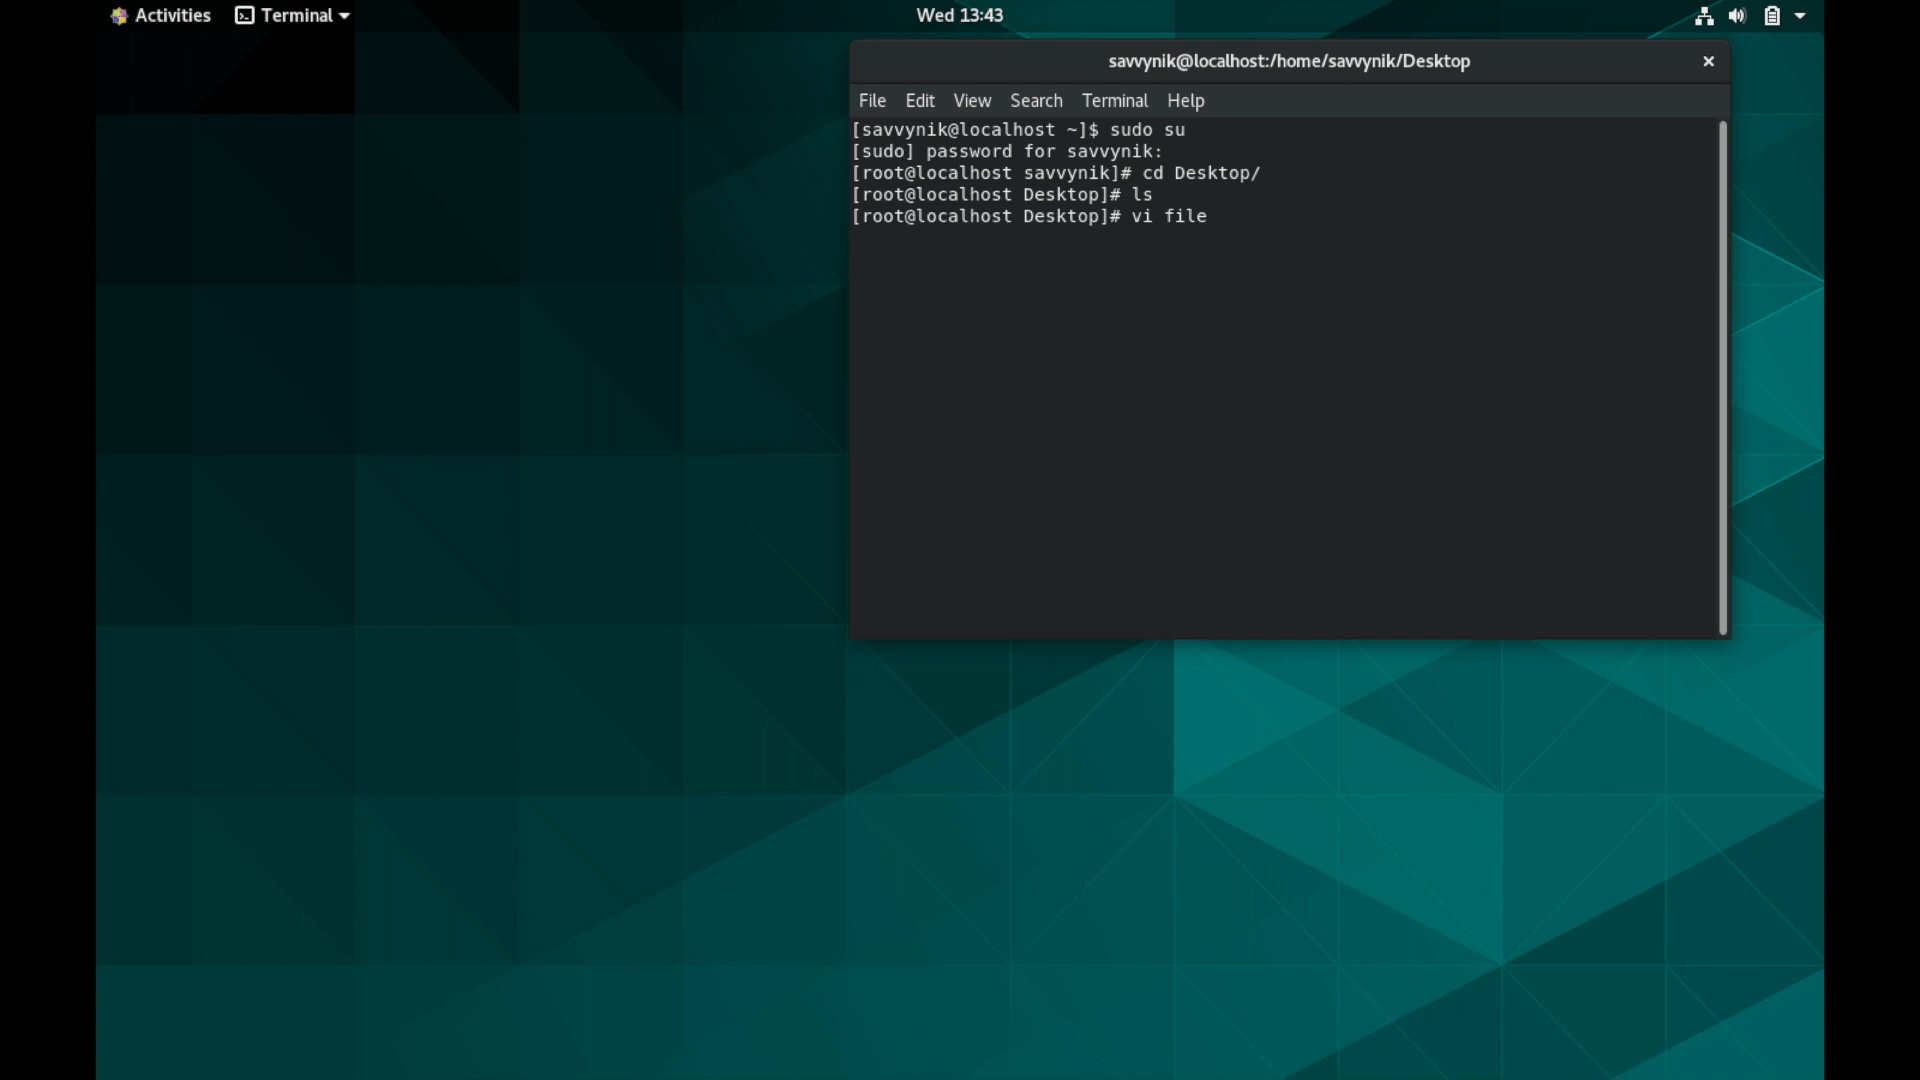 Activities Terminal Wed 13:43
savvynik@localhost:/home/savvynik/Desktop
File Edit View Search Terminal Help
[savvynik@localhost ~]$ sudo su
[sudo] password for savvynik:
[root@localhost savvynik]# cd Desktop/
[root@localhost Desktop]# ls
[root@localhost Desktop]# vi file